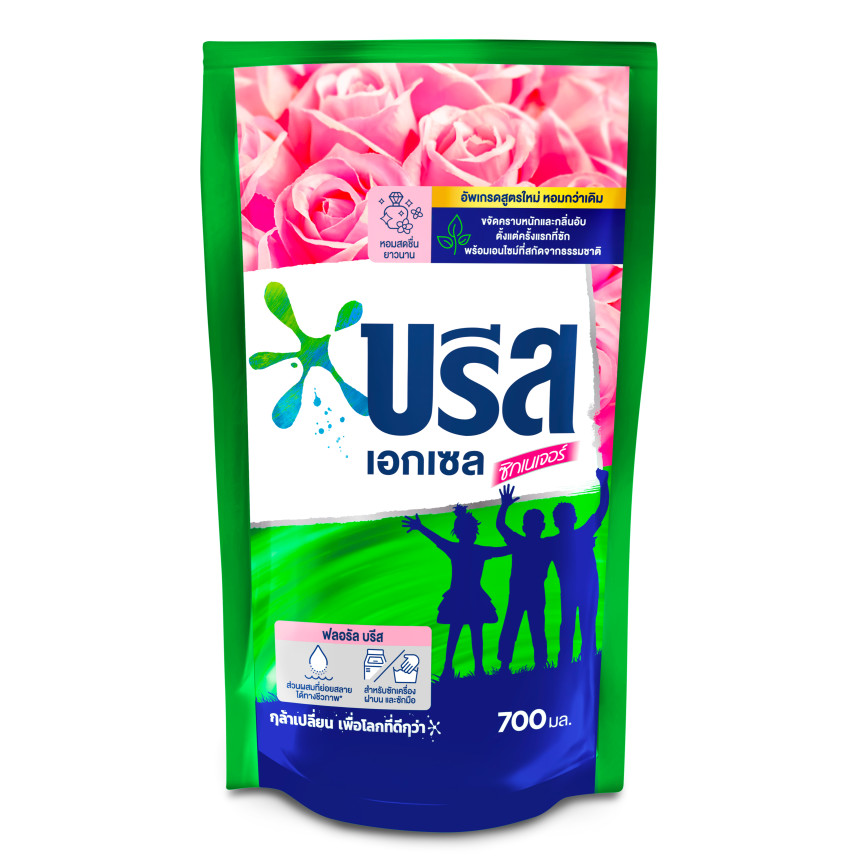 อัพเกรดสูตรใหม่ หอมกว่าเดิม
หอมสดชื่น
ยาวนาน
ขจัดคราบหนักและกลิ่นอับ
ตั้งแต่ครั้งแรกที่ซัก
พร้อมเอนไซม์ที่สกัดจากธรรมชาติ
บรีส
เอกเซล
ซิกเนเจอร์
ฟลอรัล บรีส
ส่วนผสมที่ย่อยสลาย
ได้ทางชีวภาพ*
สำหรับซักเครื่อง
ฝาบน และซักมือ
กล้าเปลี่ยน เพื่อโลกที่ดีกว่า
700 มล.